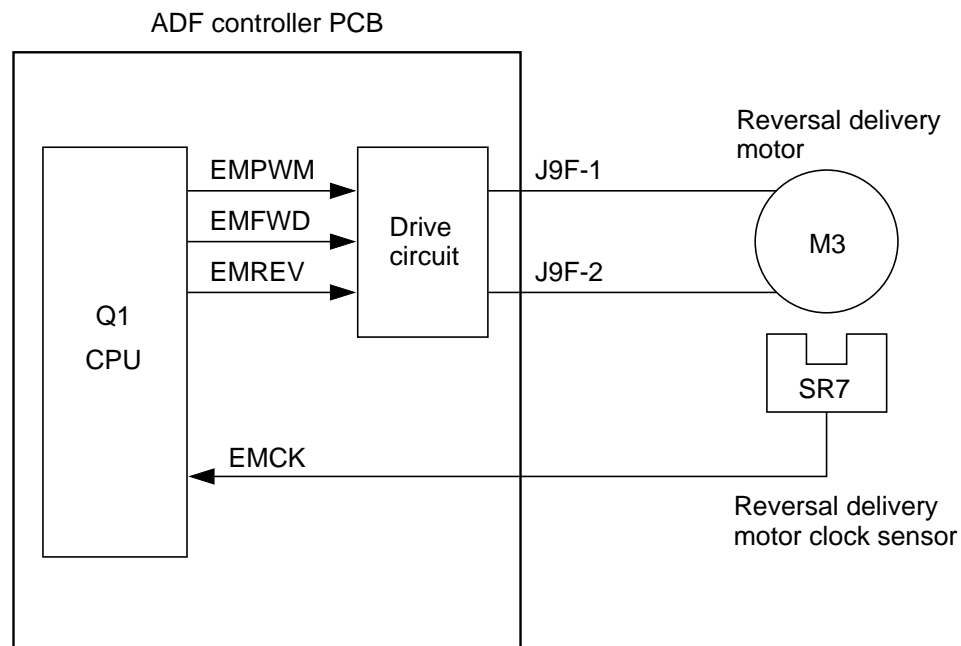 ADF controller PCB
Reversal delivery
motor
EMPWM
J9F-1
EMFWD
Drive
circuit
M3
EMREV
J9F-2
Q1
CPU
SR7
EMCK
Reversal delivery
motor clock sensor